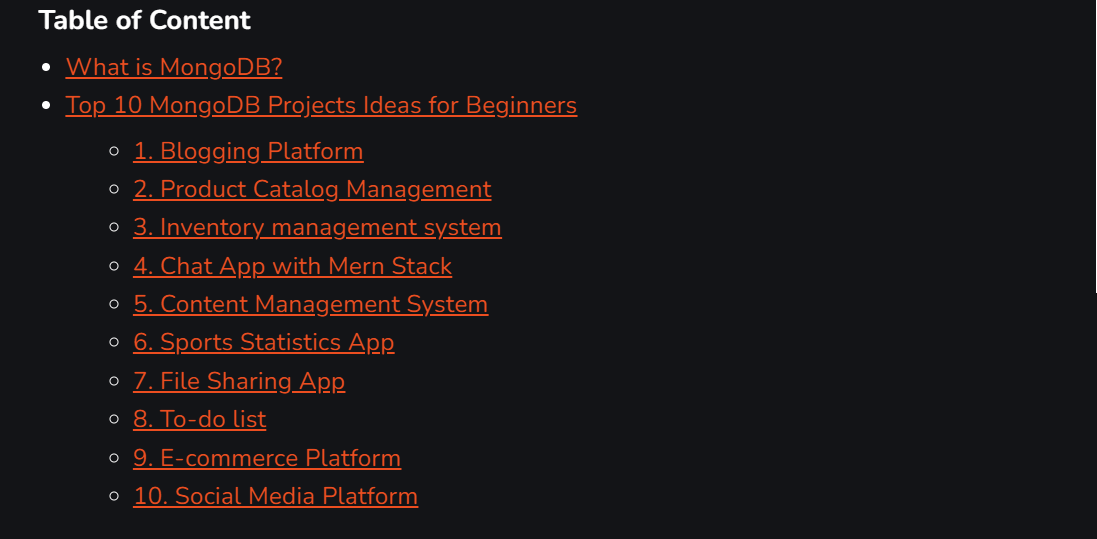 Table of Content
What is MongoDB?
Top 10 MongoDB Projects Ideas for Beginners
1. Blogging Platform
2. Product Catalog Management
3. Inventory management system
4. Chat App with Mern Stack
5. Content Management System
6. Sports Statistics App
7. File Sharing App
8. To-do list
9. E-commerce Platform
10. Social Media Platform